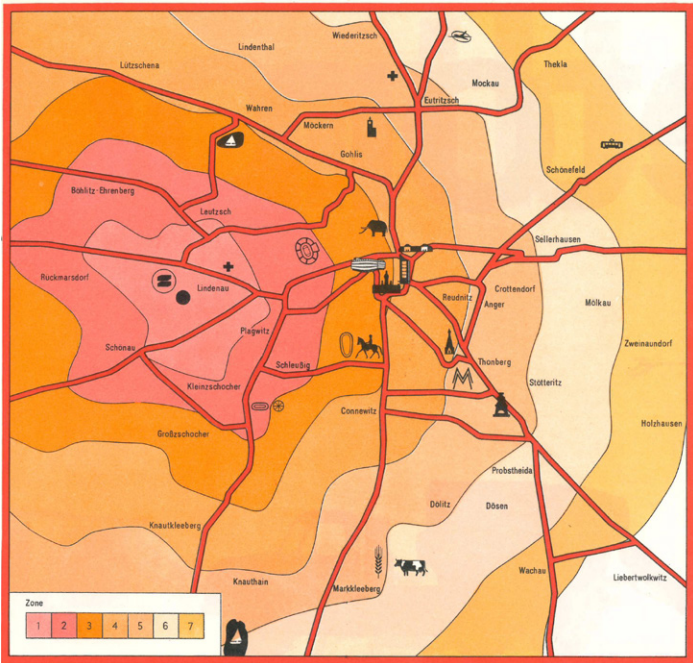 Wiederitzsch
Lindenthal
Thekla
Lützschena
Mockau
Eutritzsch
Wahren
Möckern
Gohlis
Schönefeld
Böhlitz-Ehrenberg
Leutzsch
Sellerhausen
Rückmarsdorf
Lindenau
Crottendorf
Reudnitz
Anger
Mölkau
Plagwitz
Schönau
Zweinaundorf
Schleußig
Thonberg
Kleinzschocher
Stötteritz
Connewitz
Großzschocher
Holzhausen
Probstheida
Dölitz
Dösen
Knautkleeberg
Wachau
Knauthain
Markkleeberg
Liebertwolkwitz
Zone
1 2 3 4 5 6 7